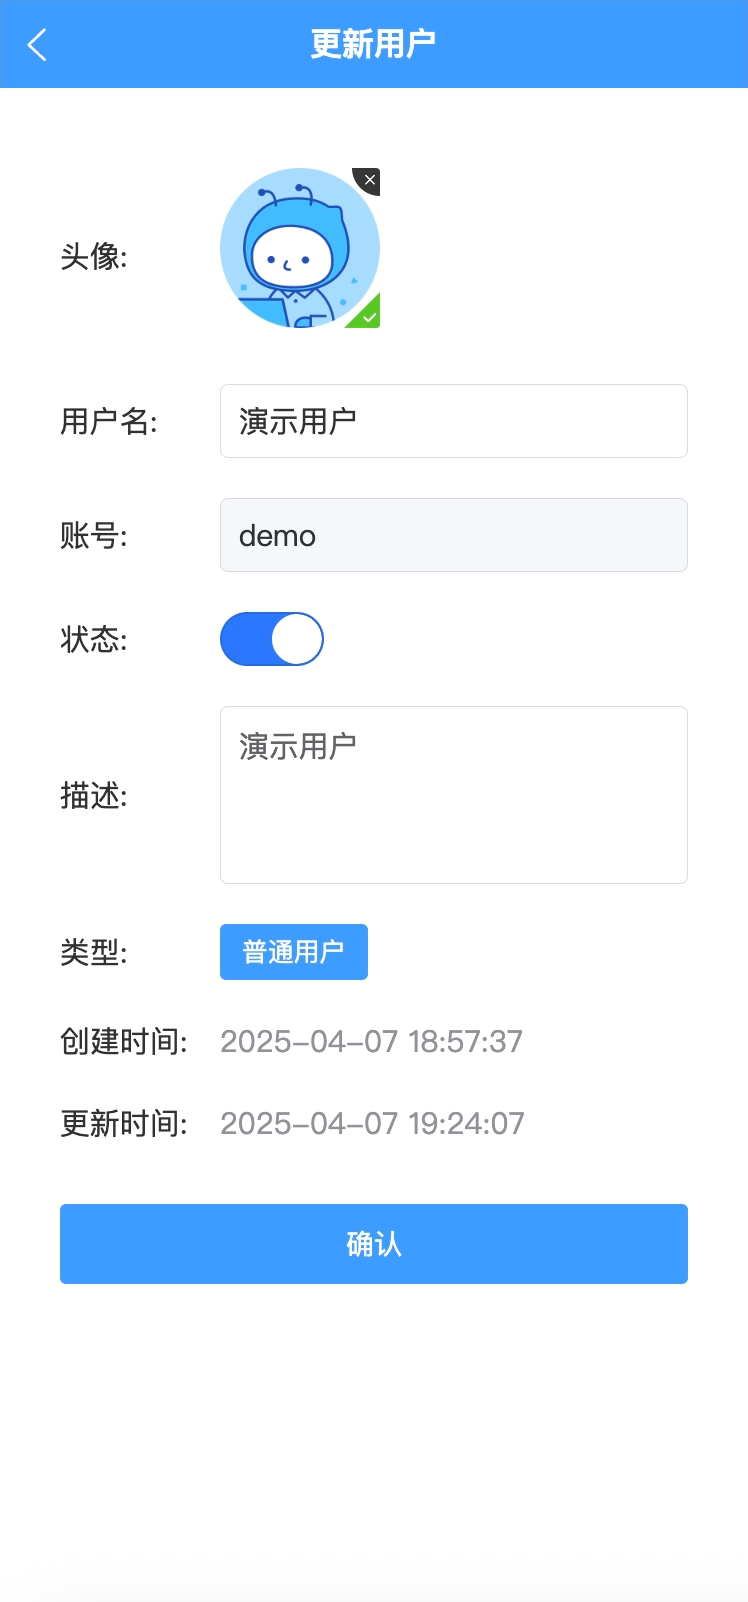 更新用户
头像:
用户名: 演示用户
账号: demo
状态:
描述: 演示用户
类型: 普通用户
创建时间: 2025-04-07 18:57:37
更新时间: 2025-04-07 19:24:07
确认